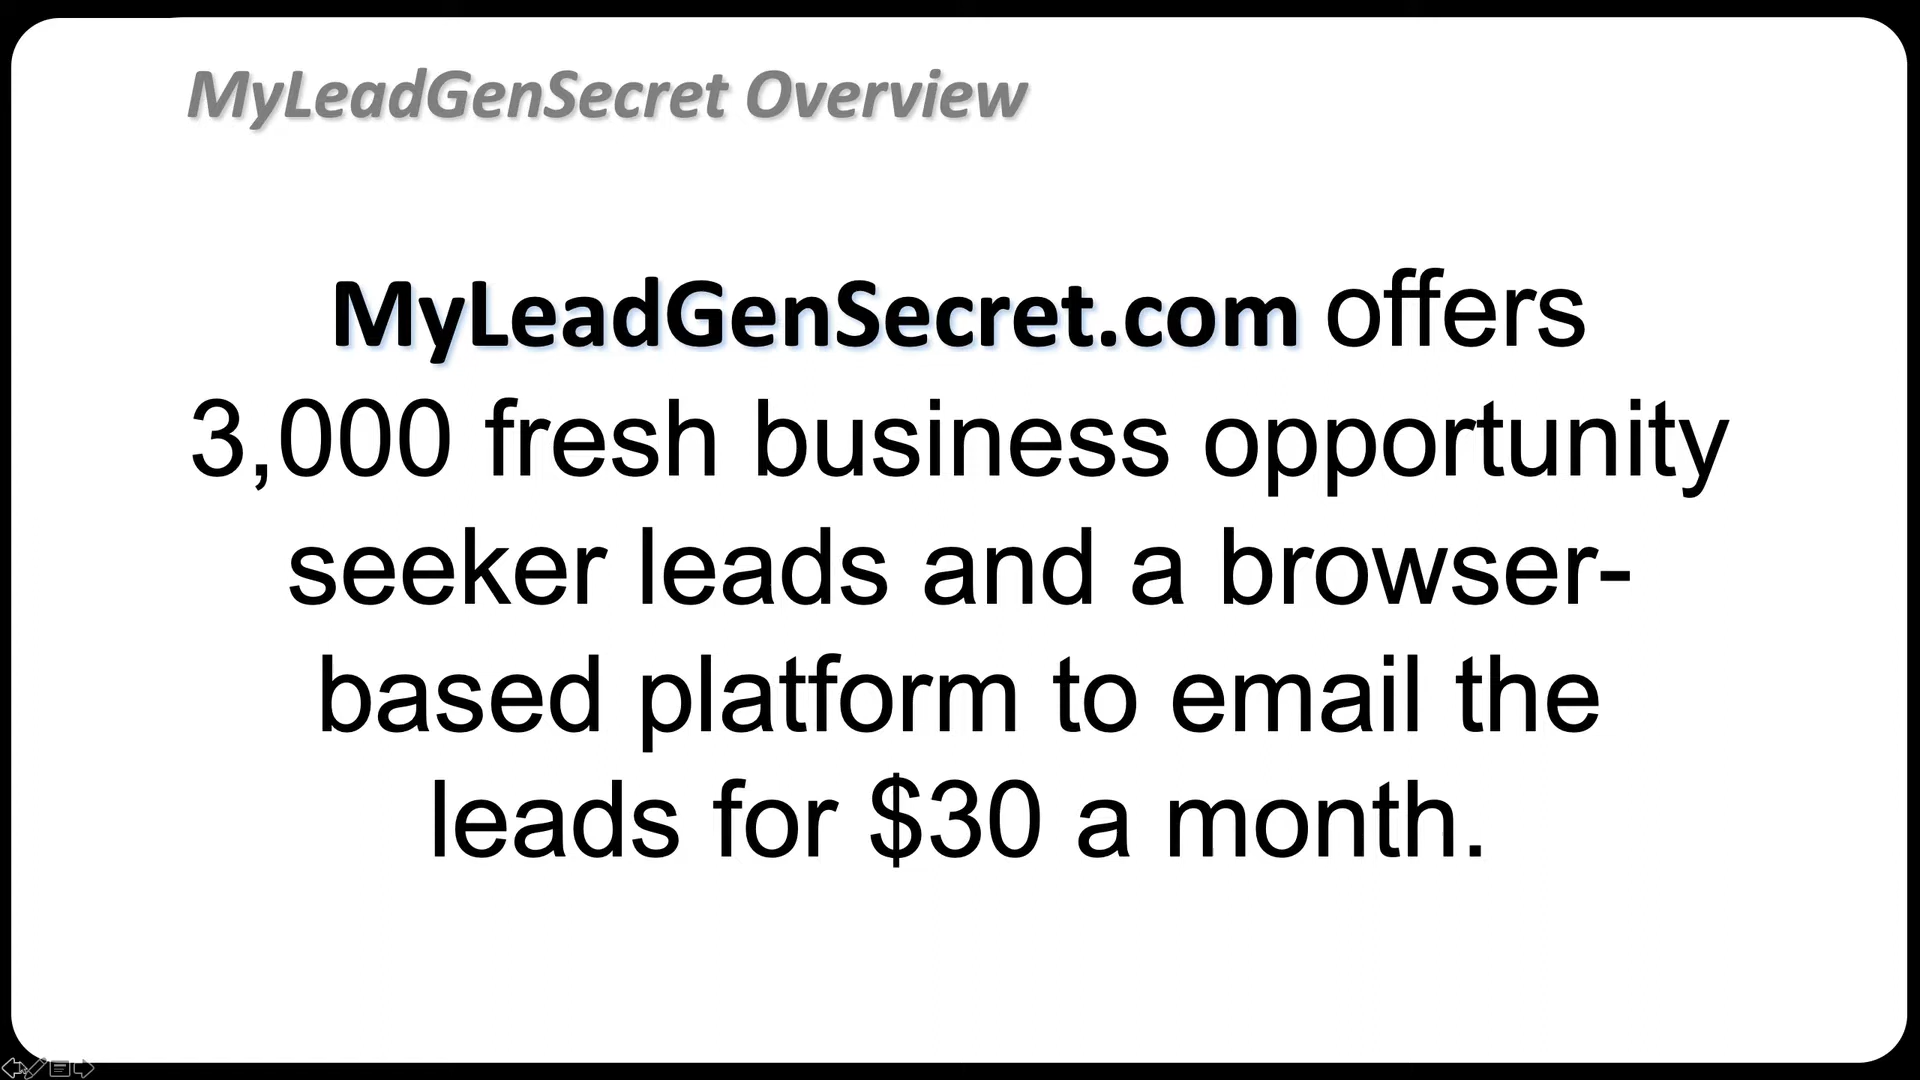 MyLeadGenSecret Overview
MyLeadGenSecret.com offers
3,000 fresh business opportunity
seeker leads and a browser-
based platform to email the
leads for $30 a month.